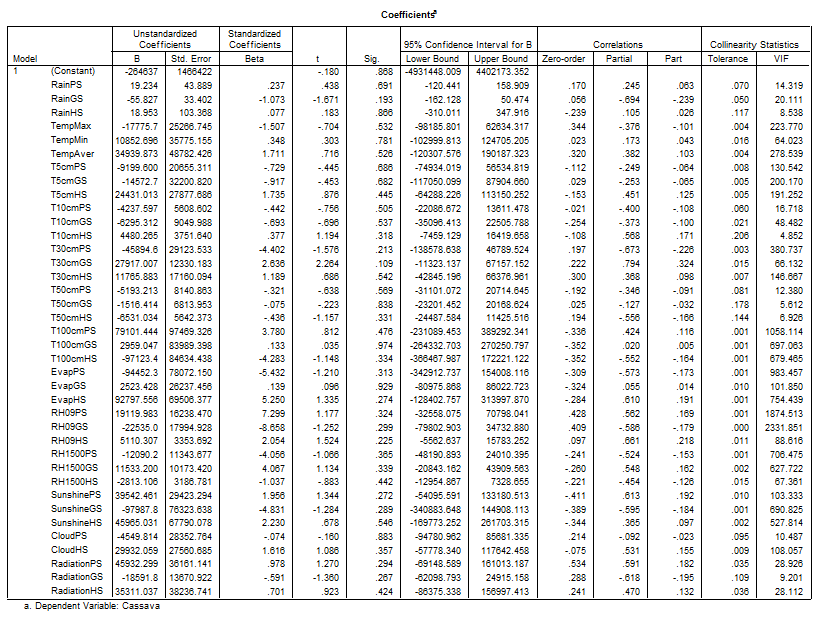 Coefficientsᵃ
Model Unstandardized Coefficients Standardized Coefficients t Sig. 95% Confidence Interval for B Correlations Collinearity Statistics
B Std. Error Beta Lower Bound Upper Bound Zero-order Partial Part Tolerance VIF
1 (Constant) -264637 1466422 -.180 .868 -4931448.009 4402173.352
RainPS 19.234 43.889 .237 .438 .691 -120.441 158.909 .170 .245 .063 .070 14.319
RainGS -55.827 33.402 -1.073 -1.671 .193 -162.128 50.474 .056 -.694 -.239 .050 20.111
RainHS 18.953 103.368 .077 .183 .866 -310.011 347.916 -.239 .105 .026 .117 8.538
TempMax -17775.7 25266.745 -1.507 -.704 .532 -98185.801 62634.317 .344 -.376 -.101 .004 223.770
TempMin 10852.696 35775.155 .348 .303 .781 -102999.813 124705.205 .023 .173 .043 .016 64.023
TempAver 34939.873 48782.426 1.711 .716 .526 -120307.576 190187.323 .320 .382 .103 .004 278.539
T5cmPS -9199.600 20655.311 -.729 -.445 .686 -74934.019 56534.819 -.112 -.249 -.064 .008 130.542
T5cmGS -14572.7 32200.820 -.917 -.453 .682 -117050.099 87904.660 .029 -.253 -.065 .005 200.170
T5cmHS 24431.013 27877.686 1.735 .876 .445 -64288.226 113150.252 -.153 .451 .125 .005 191.252
T10cmPS -4237.597 5608.602 -.442 -.756 .505 -22086.672 13611.478 -.021 -.400 -.108 .060 16.718
T10cmGS -6295.312 9049.988 -.693 -.696 .537 -35096.413 22505.788 -.254 -.373 -.100 .021 48.482
T10cmHS 4480.265 3751.640 .377 1.194 .318 -7459.129 16419.658 -.108 .568 .171 .206 4.852
T30cmPS -45894.6 29123.533 -4.402 -1.576 .213 -138578.638 46789.524 .197 -.673 -.226 .003 380.737
T30cmGS 27917.007 12330.183 2.636 2.264 .109 -11323.137 67157.152 .222 .794 .324 .015 66.132
T30cmHS 11765.883 17160.094 1.189 .686 .542 -42845.196 66376.961 .300 .368 .098 .007 146.667
T50cmPS -5193.213 8140.863 -.321 -.638 .569 -31101.072 20714.645 -.192 -.346 -.091 .081 12.380
T50cmGS -1516.414 6813.953 -.075 -.223 .838 -23201.452 20168.624 .025 -.127 -.032 .178 5.612
T50cmHS -6531.034 5642.373 -.436 -1.157 .331 -24487.584 11425.516 .194 -.556 -.166 .144 6.926
T100cmPS 79101.444 97469.326 3.780 .812 .476 -231089.453 389292.341 -.336 .424 .116 .001 1058.114
T100cmGS 2959.047 83989.398 .133 .035 .974 -264332.703 270250.797 -.352 .020 .005 .001 697.063
T100cmHS -97123.4 84634.438 -4.283 -1.148 .334 -366467.987 172221.122 -.352 -.552 -.164 .001 679.465
EvapPS -94452.3 78072.150 -5.432 -1.210 .313 -342912.737 154008.116 -.309 -.573 -.173 .001 983.457
EvapGS 2523.428 26237.456 .139 .096 .929 -80975.868 86022.723 -.324 .055 .014 .010 101.850
EvapHS 92797.556 69506.377 5.250 1.335 .274 -128402.757 313997.870 -.284 .610 .191 .001 754.439
RH09PS 19119.983 16238.470 7.299 1.177 .324 -32558.075 70798.041 .428 .562 .169 .001 1874.513
RH09GS -22535.0 17994.928 -8.658 -1.252 .299 -79802.903 34732.880 .409 -.586 -.179 .000 2331.851
RH09HS 5110.307 3353.692 2.054 1.524 .225 -5562.637 15783.252 .097 .661 .218 .011 88.616
RH1500PS -12090.2 11343.677 -4.056 -1.066 .365 -48190.893 24010.395 -.241 -.524 -.153 .001 706.475
RH1500GS 11533.200 10173.420 4.067 1.134 .339 -20843.162 43909.563 -.260 .548 .162 .002 627.722
RH1500HS -2813.106 3186.781 -1.037 -.883 .442 -12954.867 7328.655 -.221 -.454 -.126 .015 67.361
SunshinePS 39542.461 29423.294 1.956 1.344 .272 -54095.591 133180.513 -.411 .613 .192 .010 103.333
SunshineGS -97987.8 76323.638 -4.831 -1.284 .289 -340883.648 144908.113 -.389 -.595 -.184 .001 690.825
SunshineHS 45965.031 67790.078 2.230 .678 .546 -169773.252 261703.315 -.344 .365 .097 .002 527.814
CloudPS -4549.814 28352.764 -.074 -.160 .883 -94780.962 85681.335 .214 -.092 -.023 .095 10.487
CloudHS 29932.059 27560.685 1.616 1.086 .357 -57778.340 117642.458 -.075 .531 .155 .009 108.057
RadiationPS 45932.299 36161.141 .978 1.270 .294 -69148.589 161013.187 .534 .591 .182 .035 28.926
RadiationGS -18591.8 13670.922 -.591 -1.360 .267 -62098.793 24915.158 .288 -.618 -.195 .109 9.201
RadiationHS 35311.037 38236.741 .701 .923 .424 -86375.338 156997.413 .241 .470 .132 .036 28.112
a. Dependent Variable: Cassava